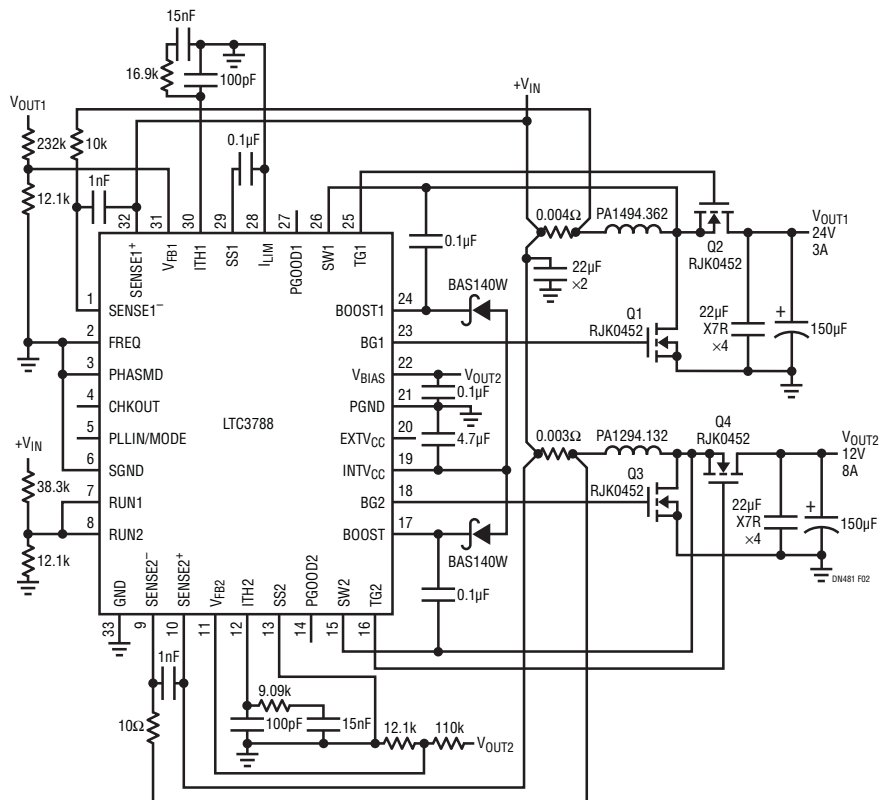 15nF
16.9k
100pF
+VIN
VOUT1
232k
10k
0.1µF
12.1k
1nF
32
31
30
29
28
27
26
25
SENSE1+
VFB1
ITH1
SS1
ILIM
PGOOD1
SW1
TG1
0.1µF
0.004Ω
PA1494.362
Q2
RJK0452
VOUT1
24V
3A
22µF
×2
BAS140W
1
SENSE1–
BOOST1
24
Q1
RJK0452
22µF
X7R
×4
+
150µF
2
FREQ
BG1
23
3
PHASMD
VBIAS
22
VOUT2
0.1µF
4
CHKOUT
PGND
21
LTC3788
5
PLLIN/MODE
EXTVCC
20
4.7µF
0.003Ω
PA1294.132
Q4
RJK0452
VOUT2
12V
8A
+VIN
6
SGND
INTVCC
19
Q3
RJK0452
38.3k
7
RUN1
BG2
18
22µF
X7R
×4
+
150µF
8
RUN2
BOOST
17
12.1k
BAS140W
GND
SENSE2–
SENSE2+
VFB2
ITH2
SS2
PGOOD2
SW2
TG2
0.1µF
DN481 F02
33
9
10
11
12
13
14
15
16
1nF
9.09k
10Ω
100pF
15nF
12.1k
110k
VOUT2